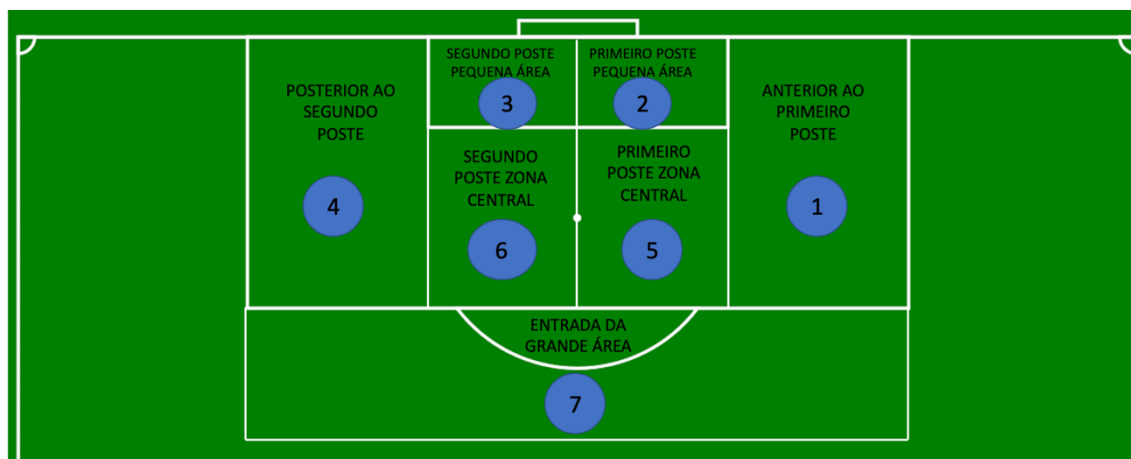 SEGUNDO POSTE
PEQUENA ÁREA
3
PRIMEIRO POSTE
PEQUENA ÁREA
2
POSTERIOR AO
SEGUNDO
POSTE
4
ANTERIOR AO
PRIMEIRO
POSTE
1
SEGUNDO
POSTE ZONA
CENTRAL
6
PRIMEIRO
POSTE ZONA
CENTRAL
5
ENTRADA DA
GRANDE ÁREA
7